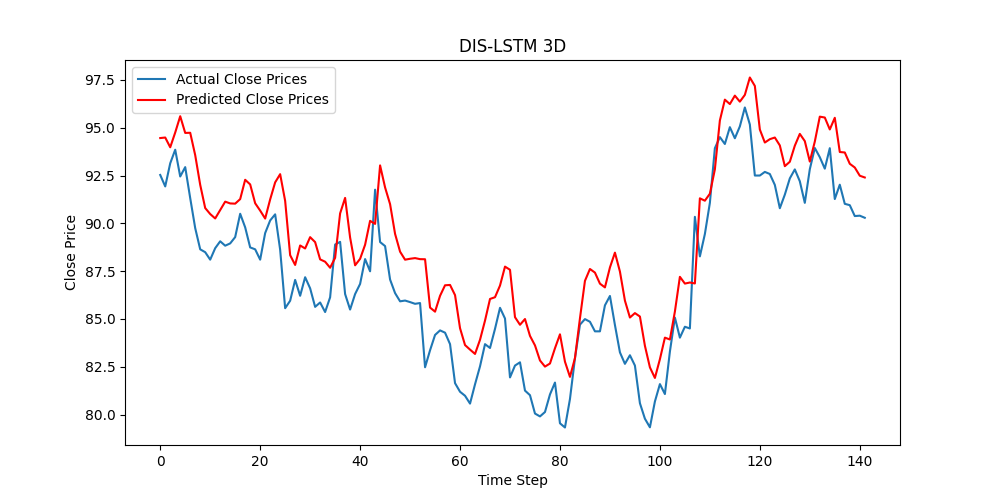 DIS-LSTM 3D
Actual Close Prices
Predicted Close Prices
Close Price
97.5
95.0
92.5
90.0
87.5
85.0
82.5
80.0
0 20 40 60 80 100 120 140
Time Step